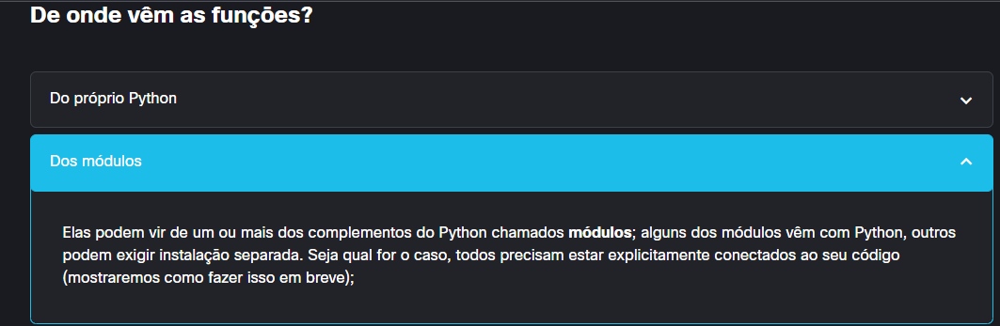 De onde vêm as funções?
Do próprio Python
Dos módulos
Elas podem vir de um ou mais dos complementos do Python chamados módulos; alguns dos módulos vêm com Python, outros
podem exigir instalação separada. Seja qual for o caso, todos precisam estar explicitamente conectados ao seu código
(mostraremos como fazer isso em breve);